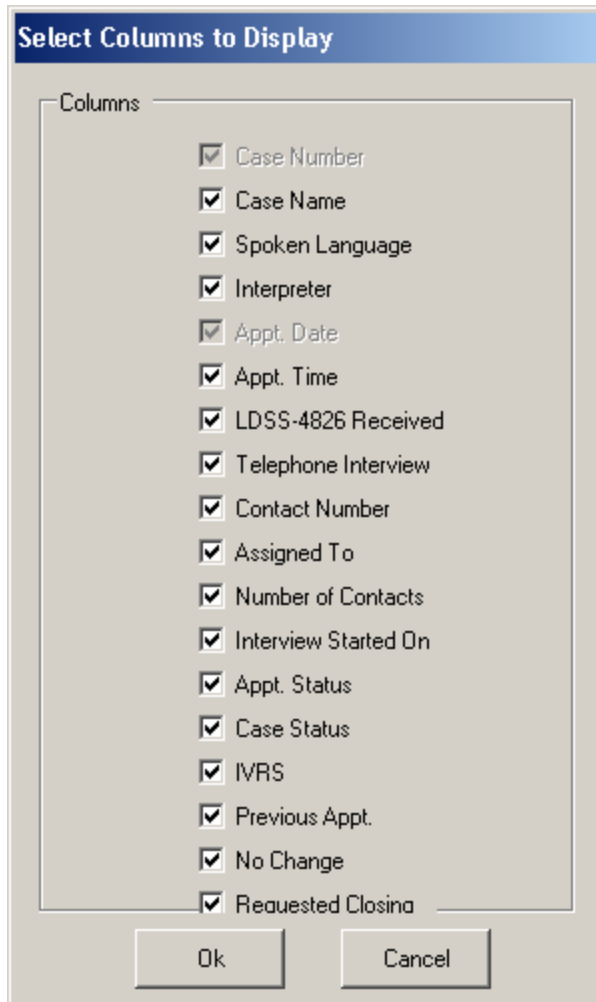 Select Columns to Display
Columns
Case Number
Case Name
Spoken Language
Interpreter
Appt. Date
Appt. Time
LDSS-4826 Received
Telephone Interview
Contact Number
Assigned To
Number of Contacts
Interview Started On
Appt. Status
Case Status
IVRS
Previous Appt.
No Change
Requested Closing
Ok Cancel